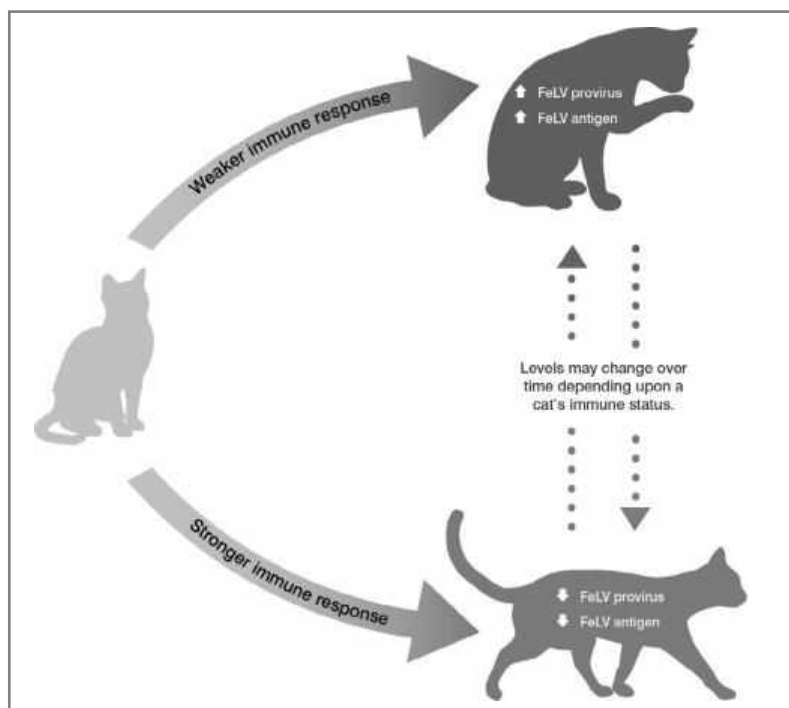 Weaker immune response
FeLV provirus
FeLV antigen
Levels may change over
time depending upon a
cat's immune status.
Stronger immune response
FeLV provirus
FeLV antigen